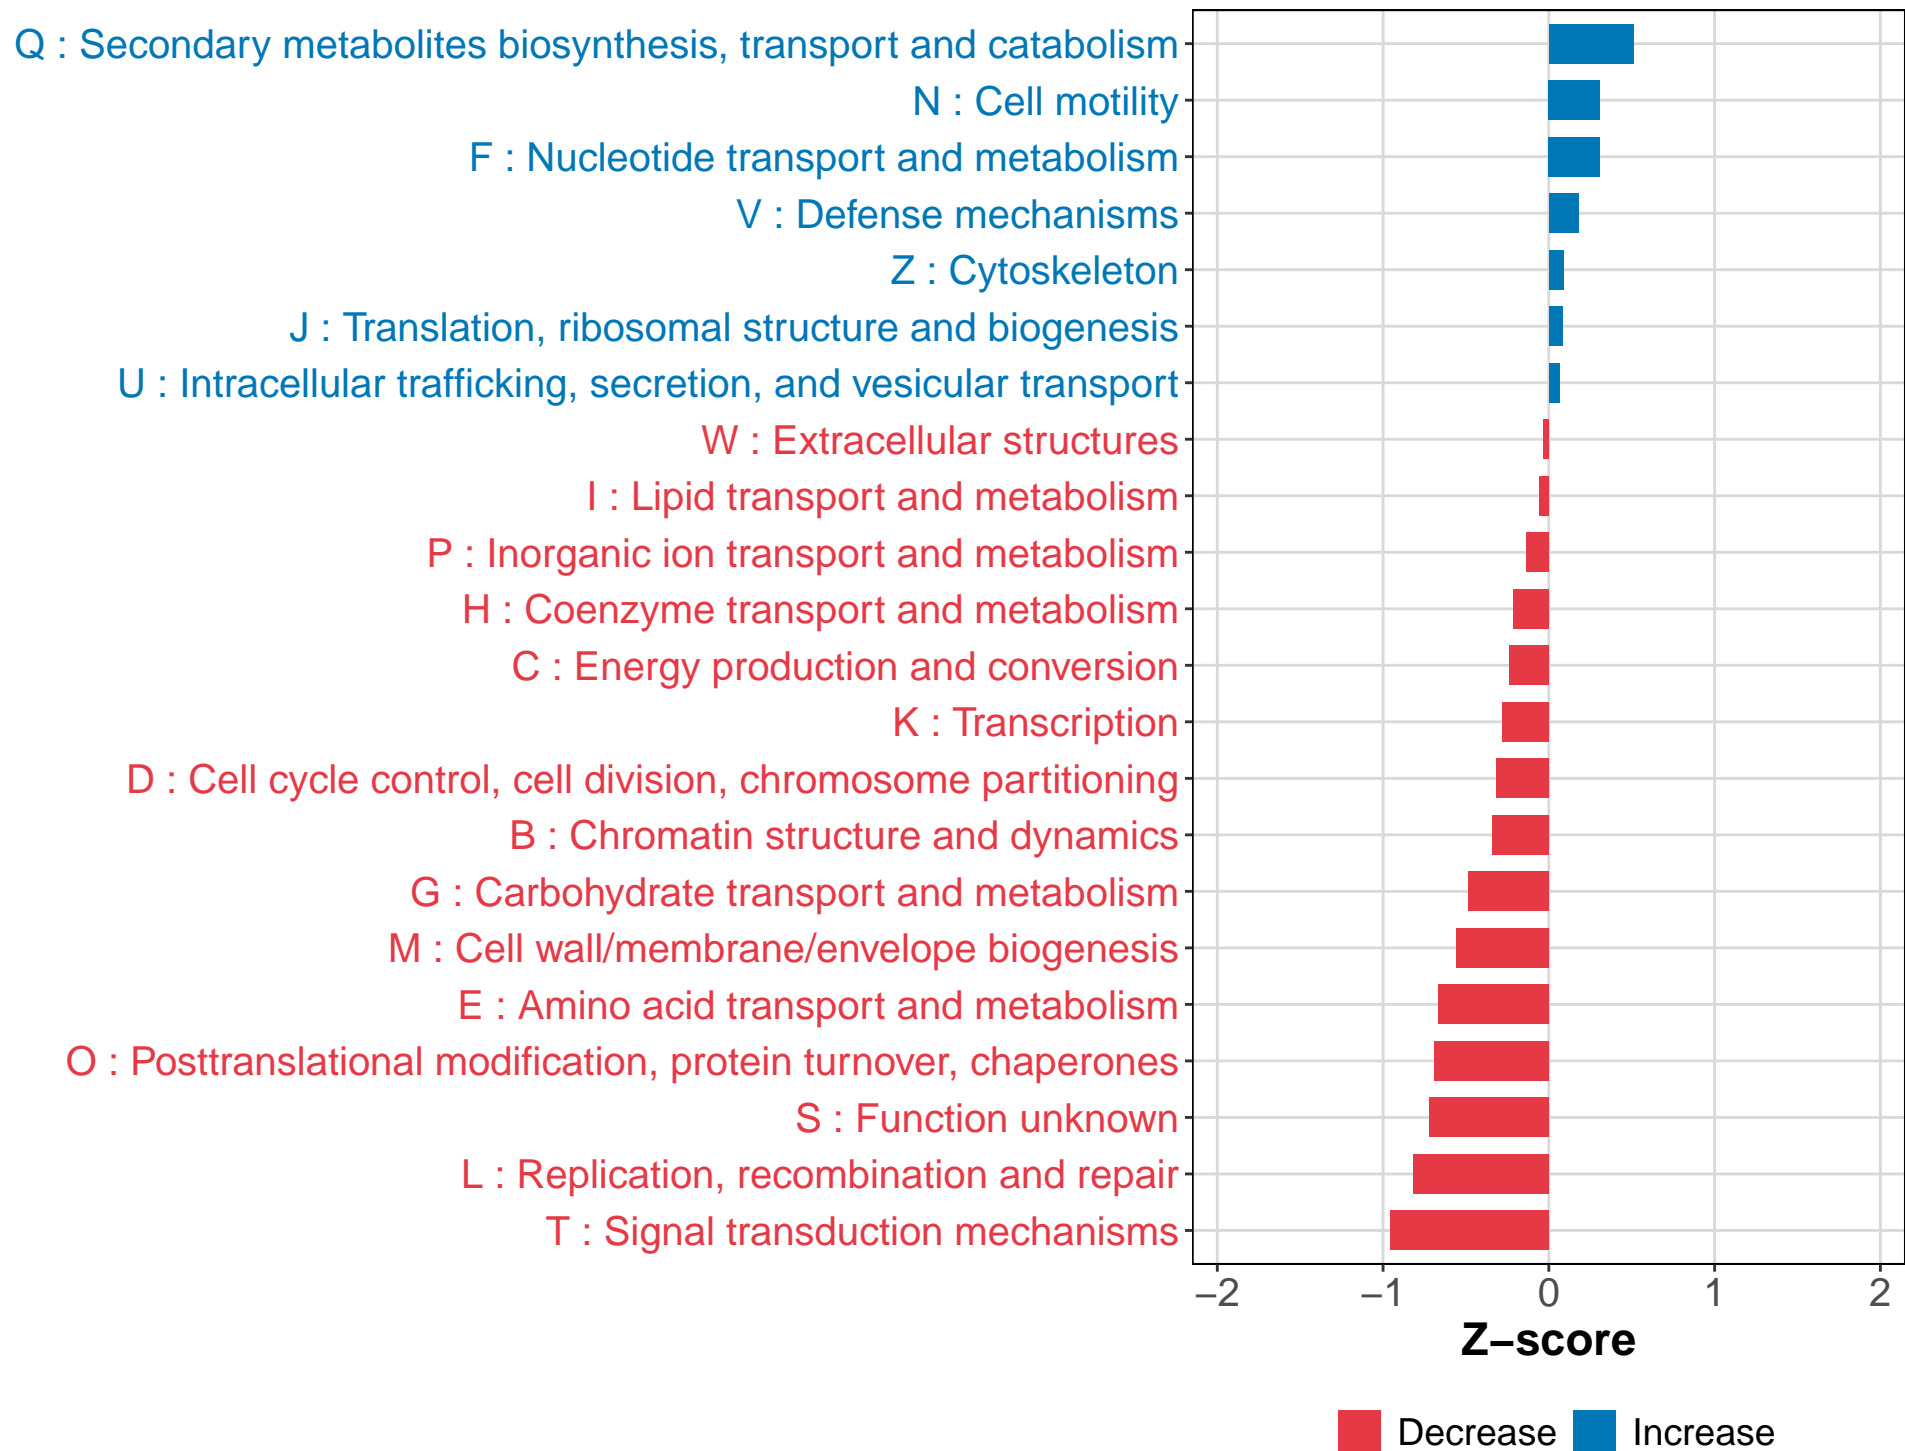 Q : Secondary metabolites biosynthesis, transport and catabolism
N : Cell motility
F : Nucleotide transport and metabolism
V : Defense mechanisms
Z : Cytoskeleton
J : Translation, ribosomal structure and biogenesis
U : Intracellular trafficking, secretion, and vesicular transport
W : Extracellular structures
I : Lipid transport and metabolism
P : Inorganic ion transport and metabolism
H : Coenzyme transport and metabolism
C : Energy production and conversion
K : Transcription
D : Cell cycle control, cell division, chromosome partitioning
B : Chromatin structure and dynamics
G : Carbohydrate transport and metabolism
M : Cell wall/membrane/envelope biogenesis
E : Amino acid transport and metabolism
O : Posttranslational modification, protein turnover, chaperones
S : Function unknown
L : Replication, recombination and repair
T : Signal transduction mechanisms
−2 −1 0 1 2
Z−score
Decrease Increase